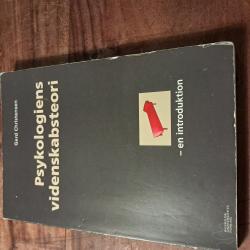 Gerd Christensen
Psykologiens
videnskabsteori
– en introduktion